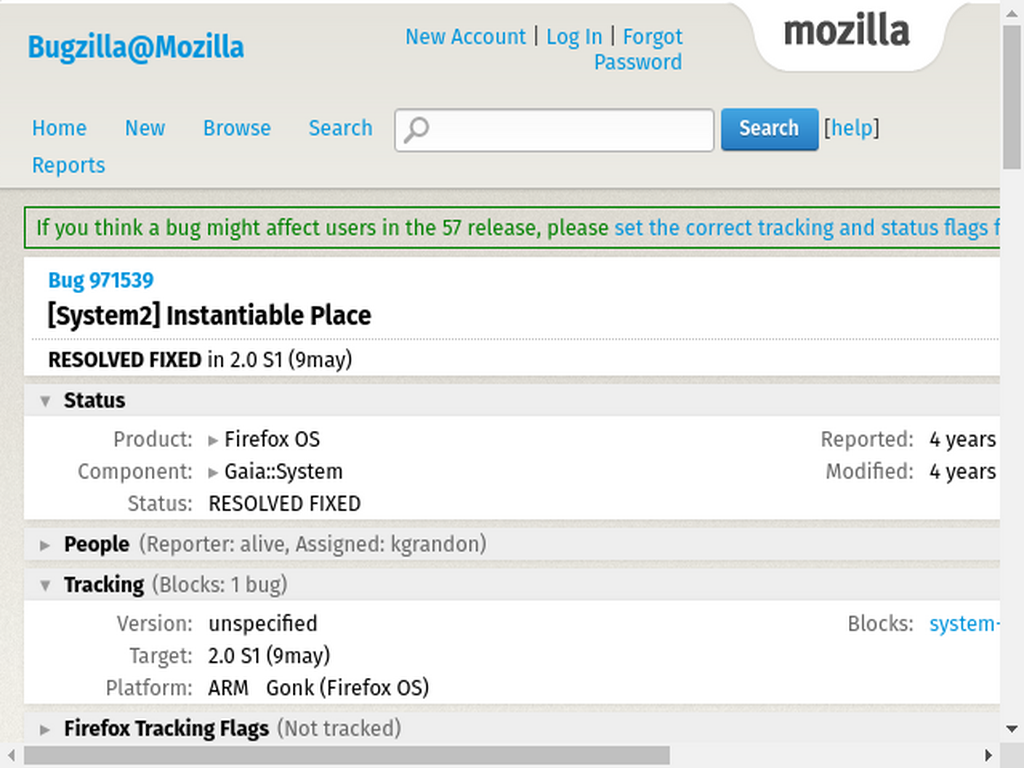 Bugzilla@Mozilla
New Account | Log In | Forgot
Password
mozilla
Home New Browse Search Search [help]
Reports
If you think a bug might affect users in the 57 release, please set the correct tracking and status flags f
Bug 971539
[System2] Instantiable Place
RESOLVED FIXED in 2.0 S1 (9may)
Status
Product: Firefox OS Reported: 4 years
Component: Gaia::System Modified: 4 years
Status: RESOLVED FIXED
People (Reporter: alive, Assigned: kgrandon)
Tracking (Blocks: 1 bug)
Version: unspecified Blocks: system-
Target: 2.0 S1 (9may)
Platform: ARM Gonk (Firefox OS)
Firefox Tracking Flags (Not tracked)